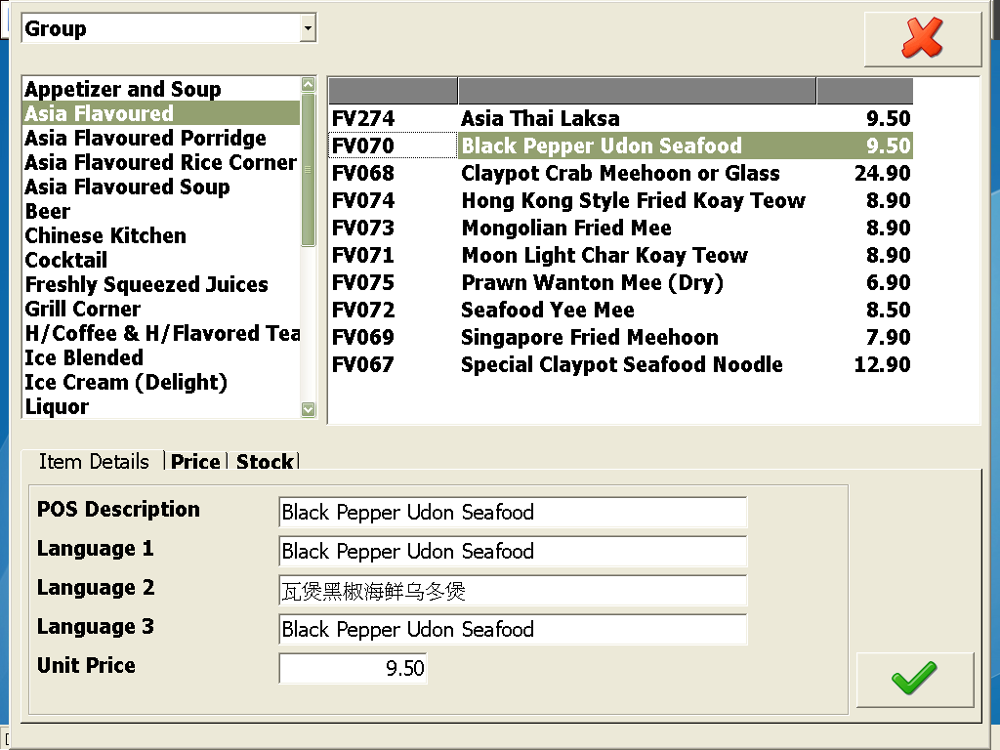 Group
Appetizer and Soup
Asia Flavoured
Asia Flavoured Porridge
Asia Flavoured Rice Corner
Asia Flavoured Soup
Beer
Chinese Kitchen
Cocktail
Freshly Squeezed Juices
Grill Corner
H/Coffee & H/Flavored Tea
Ice Blended
Ice Cream (Delight)
Liquor
FV274 Asia Thai Laksa 9.50
FV070 Black Pepper Udon Seafood 9.50
FV068 Claypot Crab Meehoon or Glass 24.90
FV074 Hong Kong Style Fried Koay Teow 8.90
FV073 Mongolian Fried Mee 8.90
FV071 Moon Light Char Koay Teow 8.90
FV075 Prawn Wanton Mee (Dry) 6.90
FV072 Seafood Yee Mee 8.50
FV069 Singapore Fried Meehoon 7.90
FV067 Special Claypot Seafood Noodle 12.90
Item Details Price Stock
POS Description Black Pepper Udon Seafood
Language 1 Black Pepper Udon Seafood
Language 2 瓦煲黑椒海鲜乌冬煲
Language 3 Black Pepper Udon Seafood
Unit Price 9.50